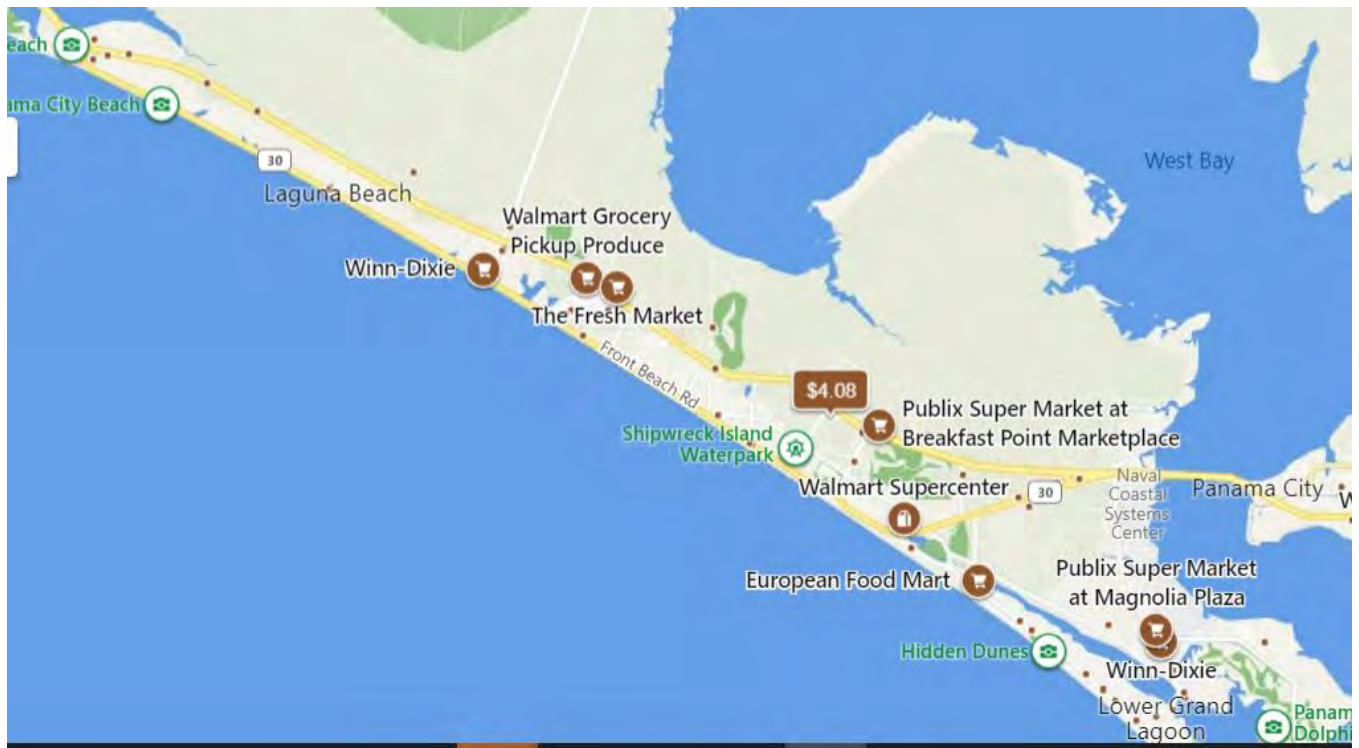 each
ama City Beach
30
Laguna Beach
West Bay
Walmart Grocery
Pickup Produce
Winn-Dixie
The Fresh Market
Front Beach Rd
$4.08
Publix Super Market at
Breakfast Point Marketplace
Shipwreck Island
Waterpark
Walmart Supercenter
30
Naval
Coastal
Systems
Center
Panama City
W
European Food Mart
Publix Super Market
at Magnolia Plaza
Hidden Dunes
Winn-Dixie
Lower Grand
Lagoon
Panam
Dolphi